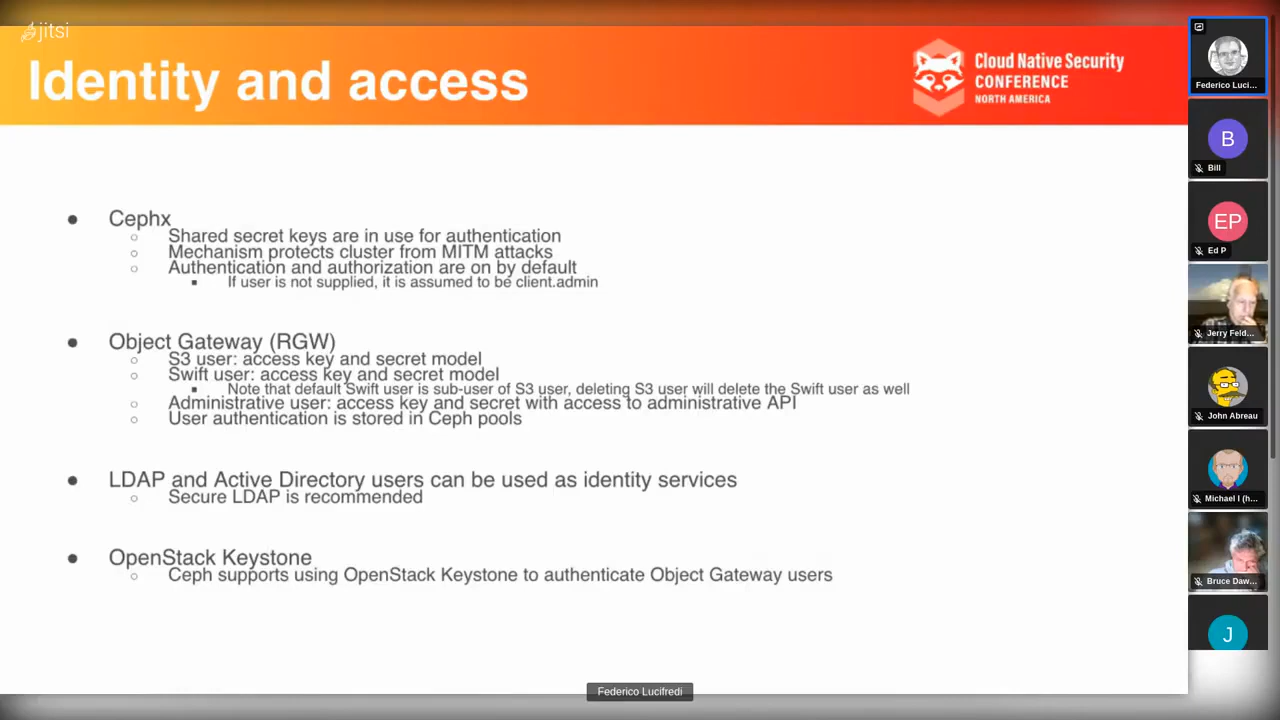 jitsi
Identity and access
Cloud Native Security
CONFERENCE
NORTH AMERICA
● Cephx
○ Shared secret keys are in use for authentication
○ Mechanism protects cluster from MITM attacks
○ Authentication and authorization are on by default
■ If user is not supplied, it is assumed to be client.admin
● Object Gateway (RGW)
○ S3 user: access key and secret model
○ Swift user: access key and secret model
■ Note that default Swift user is sub-user of S3 user, deleting S3 user will delete the Swift user as well
○ Administrative user: access key and secret with access to administrative API
○ User authentication is stored in Ceph pools
● LDAP and Active Directory users can be used as identity services
○ Secure LDAP is recommended
● OpenStack Keystone
○ Ceph supports using OpenStack Keystone to authenticate Object Gateway users
Federico Lucifredi
Federico Luci...
B
Bill
EP
Ed P
Jerry Feld...
John Abreau
Michael I (h...
Bruce Daw...
J